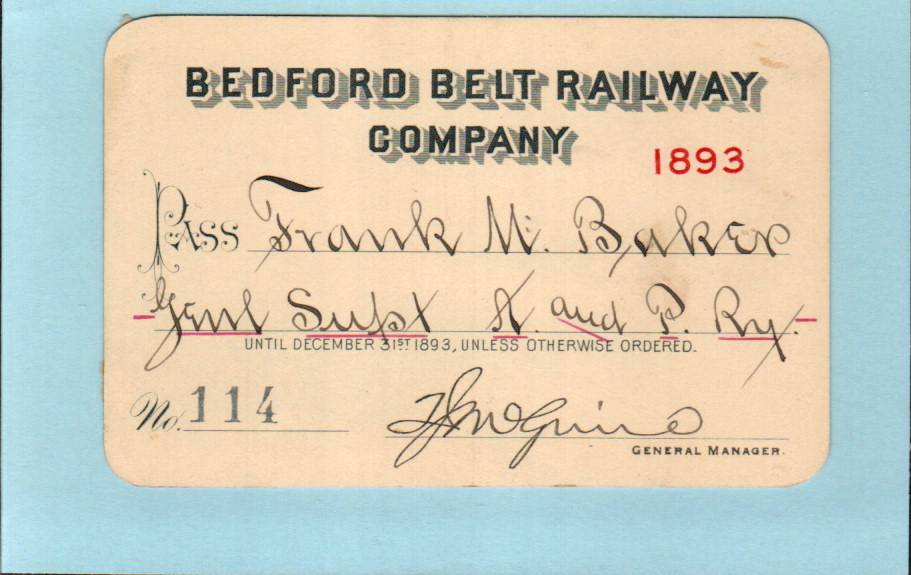 BEDFORD BELT RAILWAY
COMPANY
1893
PASS Frank M. Baker
Genl Supt A. and P. Ry.
UNTIL DECEMBER 31ST 1893, UNLESS OTHERWISE ORDERED.
No. 114
GENERAL MANAGER.